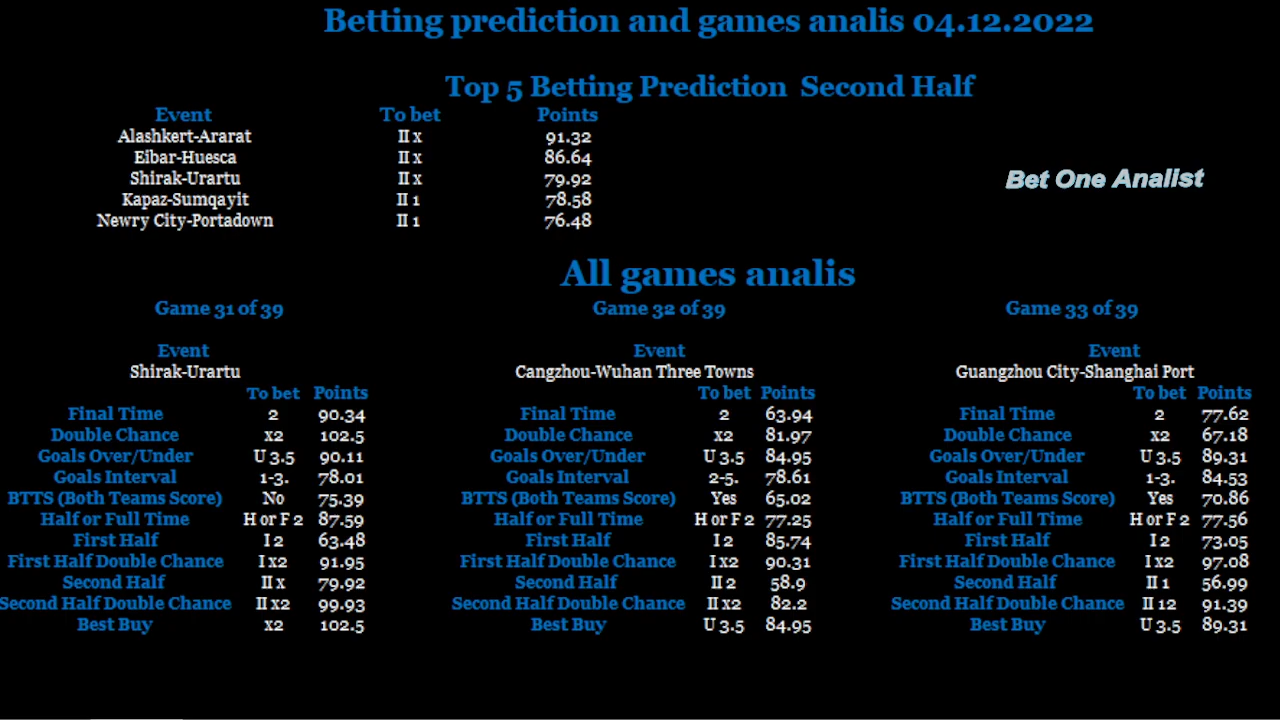 Betting prediction and games analis 04.12.2022
Top 5 Betting Prediction Second Half
Event To bet Points
Alashkert-Ararat II x 91.32
Eibar-Huesca II x 86.64
Shirak-Urartu II x 79.92
Kapaz-Sumqayit II 1 78.58
Newry City-Portadown II 1 76.48
Bet One Analist
All games analis
Game 31 of 39
Event
Shirak-Urartu
To bet Points
Final Time 2 90.34
Double Chance x2 102.5
Goals Over/Under U 3.5 90.11
Goals Interval 1-3. 78.01
BTTS (Both Teams Score) No 75.39
Half or Full Time H or F 2 87.59
First Half I 2 63.48
First Half Double Chance I x2 91.95
Second Half II x 79.92
Second Half Double Chance II x2 99.93
Best Buy x2 102.5
Game 32 of 39
Event
Cangzhou-Wuhan Three Towns
To bet Points
Final Time 2 63.94
Double Chance x2 81.97
Goals Over/Under U 3.5 84.95
Goals Interval 2-5. 78.61
BTTS (Both Teams Score) Yes 65.02
Half or Full Time H or F 2 77.25
First Half I 2 85.74
First Half Double Chance I x2 90.31
Second Half II 2 58.9
Second Half Double Chance II x2 82.2
Best Buy U 3.5 84.95
Game 33 of 39
Event
Guangzhou City-Shanghai Port
To bet Points
Final Time 2 77.62
Double Chance x2 67.18
Goals Over/Under U 3.5 89.31
Goals Interval 1-3. 84.53
BTTS (Both Teams Score) Yes 70.86
Half or Full Time H or F 2 77.56
First Half I 2 73.05
First Half Double Chance I x2 97.08
Second Half II 1 56.99
Second Half Double Chance II 12 91.39
Best Buy U 3.5 89.31